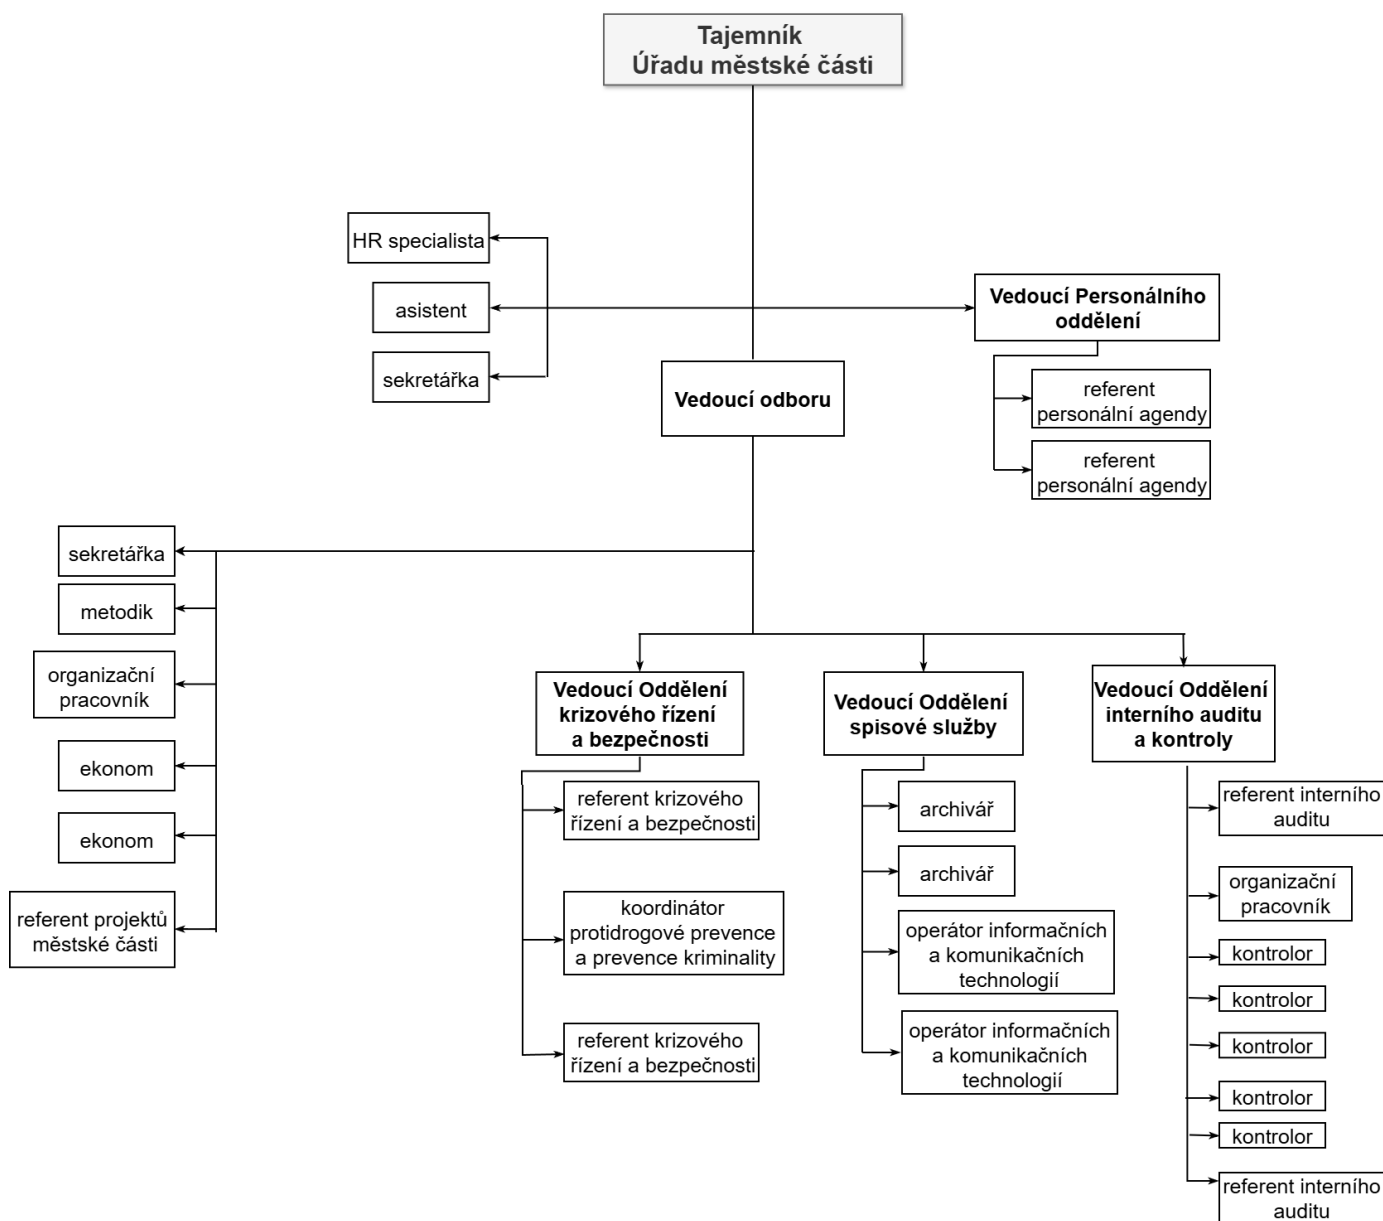 Tajemník
Úřadu městské části
HR specialista
asistent
sekretářka
Vedoucí Personálního
oddělení
referent
personální agendy
referent
personální agendy
Vedoucí odboru
sekretářka
metodik
organizační
pracovník
ekonom
ekonom
referent projektů
městské části
Vedoucí Oddělení
krizového řízení
a bezpečnosti
referent krizového
řízení a bezpečnosti
koordinátor
protidrogové prevence
a prevence kriminality
referent krizového
řízení a bezpečnosti
Vedoucí Oddělení
spisové služby
archivář
archivář
operátor informačních
a komunikačních
technologií
operátor informačních
a komunikačních
technologií
Vedoucí Oddělení
interního auditu
a kontroly
referent interního
auditu
organizační
pracovník
kontrolor
kontrolor
kontrolor
kontrolor
kontrolor
referent interního
auditu